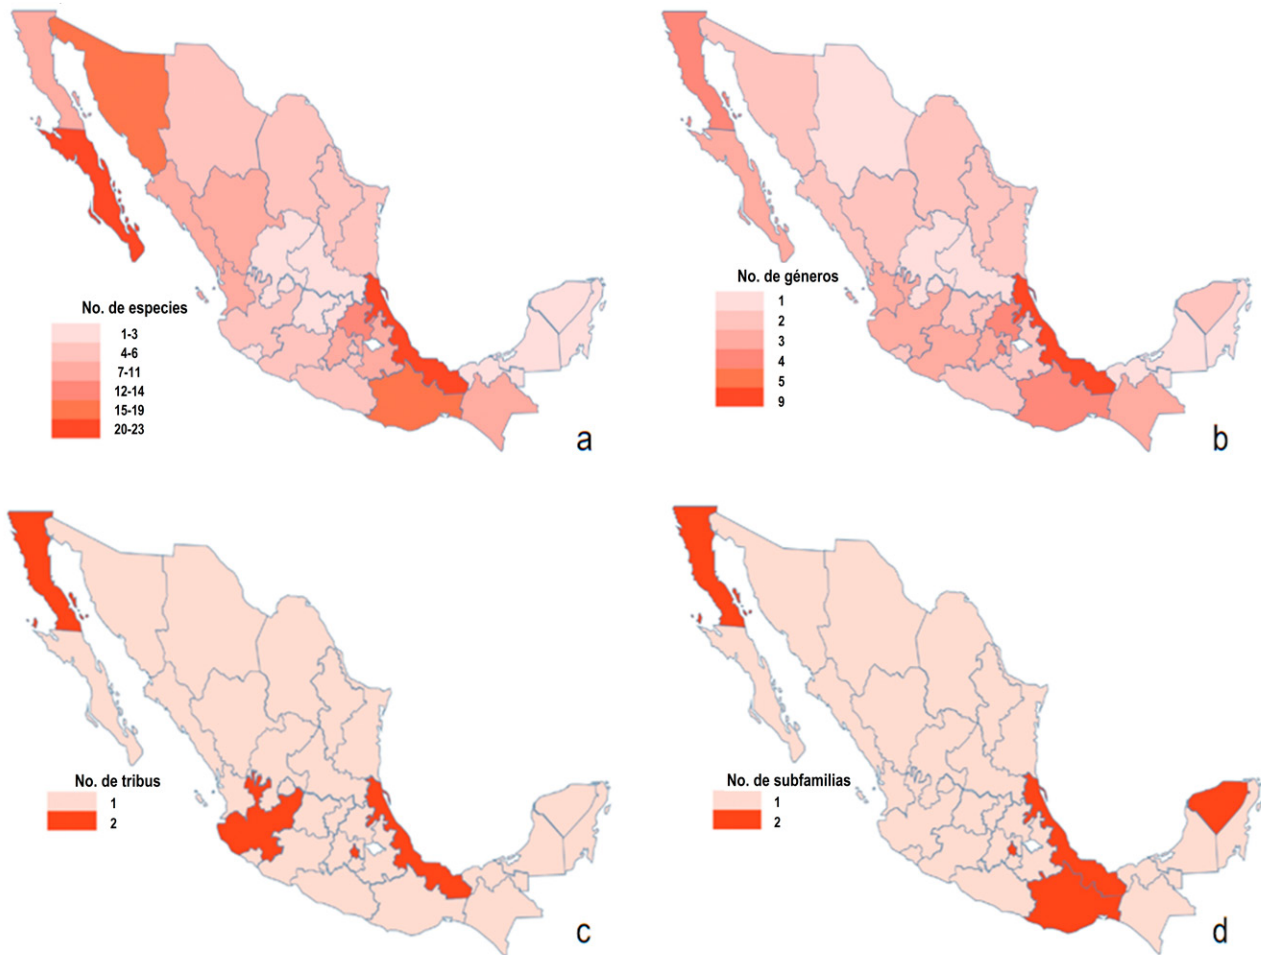 No. de especies
1-3
4-6
7-11
12-14
15-19
20-23
a
No. de géneros
1
2
3
4
5
9
b
No. de tribus
1
2
c
No. de subfamilias
1
2
d